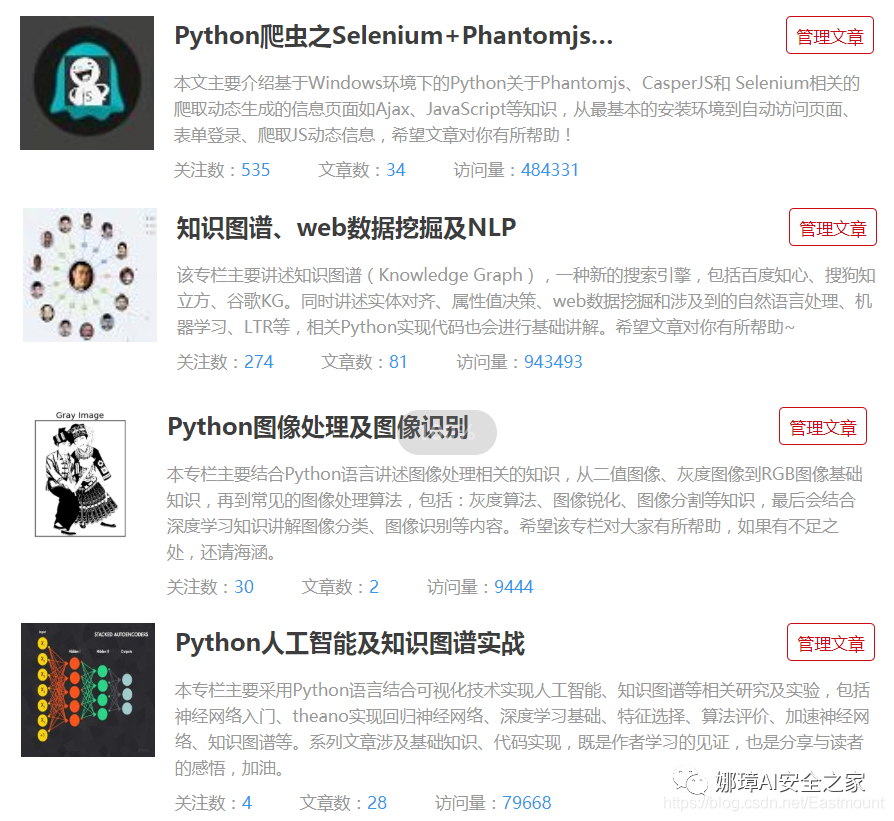 Python爬虫之Selenium+Phantomjs...
管理文章
本文主要介绍基于Windows环境下的Python关于Phantomjs、CasperJS和 Selenium相关的
爬取动态生成的信息页面如Ajax、JavaScript等知识，从最基本的安装环境到自动访问页面、
表单登录、爬取JS动态信息，希望文章对你有所帮助！
关注数：535 文章数：34 访问量：484331
JS
知识图谱、web数据挖掘及NLP
管理文章
该专栏主要讲述知识图谱（Knowledge Graph），一种新的搜索引擎，包括百度知心、搜狗知
立方、谷歌KG。同时讲述实体对齐、属性值决策、web数据挖掘和涉及到的自然语言处理、机
器学习、LTR等，相关Python实现代码也会进行基础讲解。希望文章对你有所帮助~
关注数：274 文章数：81 访问量：943493
Gray Image
Python图像处理及图像识别
管理文章
本专栏主要结合Python语言讲述图像处理相关的知识，从二值图像、灰度图像到RGB图像基础
知识，再到常见的图像处理算法，包括：灰度算法、图像锐化、图像分割等知识，最后会结合
深度学习知识讲解图像分类、图像识别等内容。希望该专栏对大家有所帮助，如果有不足之
处，还请海涵。
关注数：30 文章数：2 访问量：9444
STACKED AUTOENCODERS
Python人工智能及知识图谱实战
管理文章
本专栏主要采用Python语言结合可视化技术实现人工智能、知识图谱等相关研究及实验，包括
神经网络入门、theano实现回归神经网络、深度学习基础、特征选择、算法评价、加速神经网
络、知识图谱等。系列文章涉及基础知识、代码实现，既是作者学习的见证，也是分享与读者
的感悟，加油。
关注数：4 文章数：28 访问量：79668
娜璋AI安全之家
https://blog.csdn.net/Eastmount